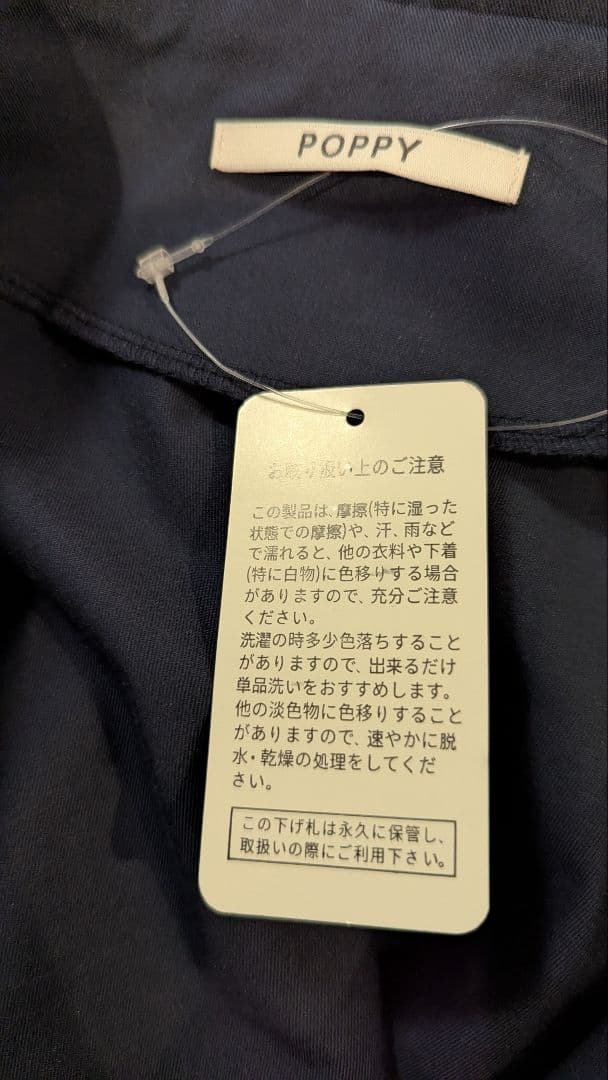 POPPY
お取り扱い上のご注意
この製品は、摩擦(特に湿った
状態での摩擦)や、汗、雨など
で濡れると、他の衣料や下着
(特に白物)に色移りする場合
がありますので、充分ご注意
ください。
洗濯の時多少色落ちすること
がありますので、出来るだけ
単品洗いをおすすめします。
他の淡色物に色移りすること
がありますので、速やかに脱
水・乾燥の処理をしてくだ
さい。
この下げ札は永久に保管し、
取扱いの際にご利用下さい。